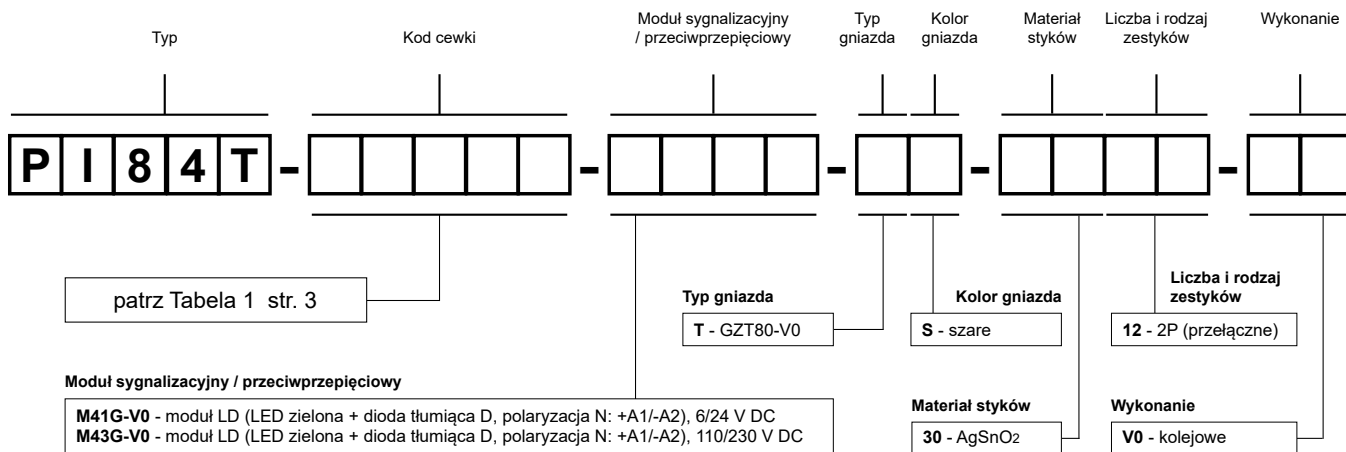 Typ
Kod cewki
Moduł sygnalizacyjny
/ przeciwprzepięciowy
Typ
gniazda
Kolor
gniazda
Materiał
styków
Liczba i rodzaj
zestyków
Wykonanie
PI84T - - - - -
patrz Tabela 1 str. 3
Typ gniazda
T - GZT80-V0
Kolor gniazda
S - szare
Liczba i rodzaj
zestyków
12 - 2P (przełączne)
Moduł sygnalizacyjny / przeciwprzepięciowy
M41G-V0 - moduł LD (LED zielona + dioda tłumiąca D, polaryzacja N: +A1/-A2), 6/24 V DC
M43G-V0 - moduł LD (LED zielona + dioda tłumiąca D, polaryzacja N: +A1/-A2), 110/230 V DC
Materiał styków
30 - AgSnO2
Wykonanie
V0 - kolejowe